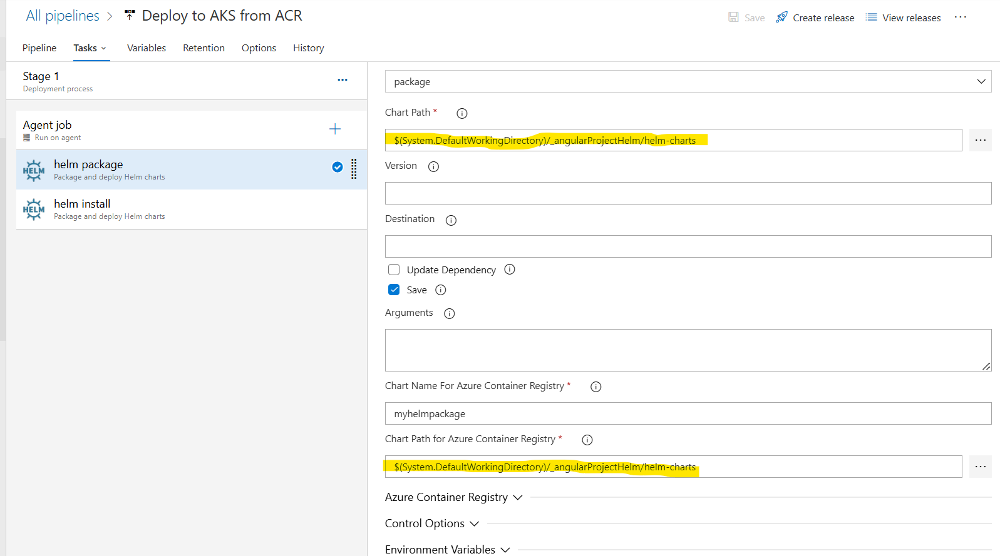 All pipelines > Deploy to AKS from ACR
Save Create release View releases ...
Pipeline Tasks Variables Retention Options History
Stage 1
Deployment process
...
Agent job
Run on agent
HELM
helm package
Package and deploy Helm charts
HELM
helm install
Package and deploy Helm charts
package
Chart Path *
$(System.DefaultWorkingDirectory)/_angularProjectHelm/helm-charts
...
Version
Destination
Update Dependency
Save
Arguments
Chart Name For Azure Container Registry *
myhelmpackage
Chart Path for Azure Container Registry *
$(System.DefaultWorkingDirectory)/_angularProjectHelm/helm-charts
...
Azure Container Registry
Control Options
Environment Variables